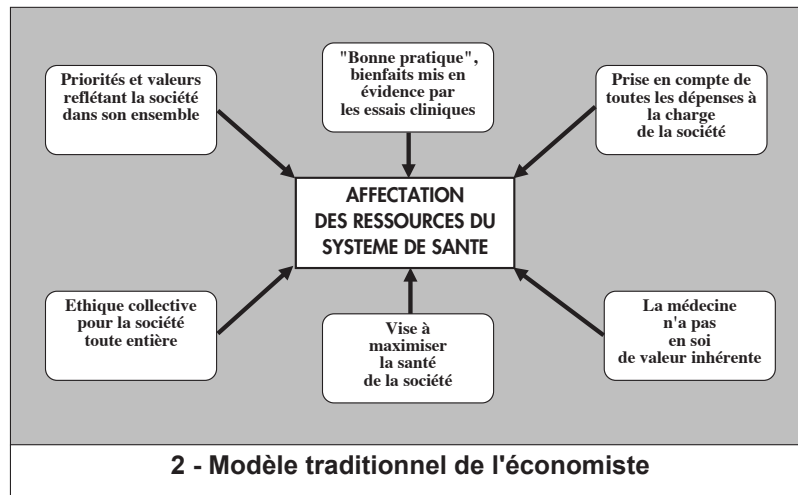 Priorités et valeurs
reflétant la société
dans son ensemble
"Bonne pratique",
bienfaits mis en
évidence par
les essais cliniques
Prise en compte de
toutes les dépenses à
la charge
de la société
AFFECTATION
DES RESSOURCES DU
SYSTEME DE SANTE
Ethique collective
pour la société
toute entière
Vise à
maximiser
la santé
de la société
La médecine
n'a pas
en soi
de valeur inhérente
2 - Modèle traditionnel de l'économiste